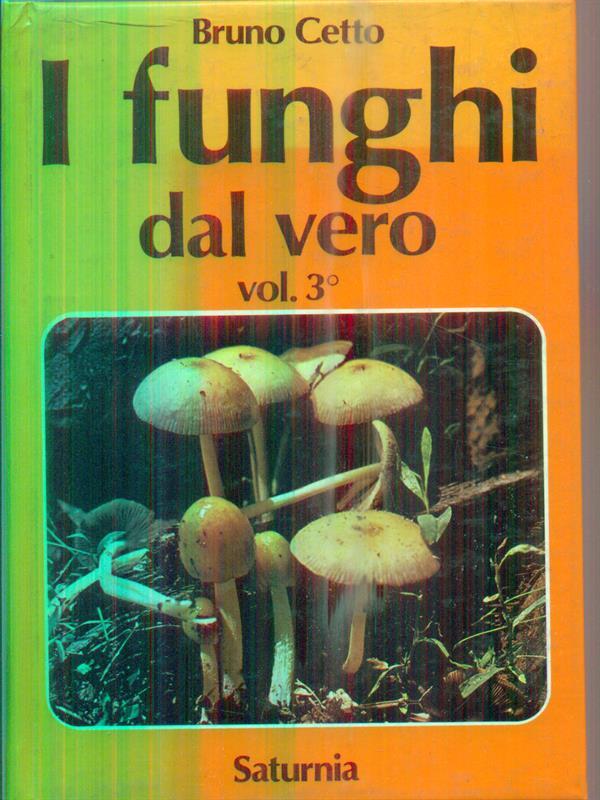 Bruno Cetto
I funghi
dal vero
vol. 3°
Saturnia